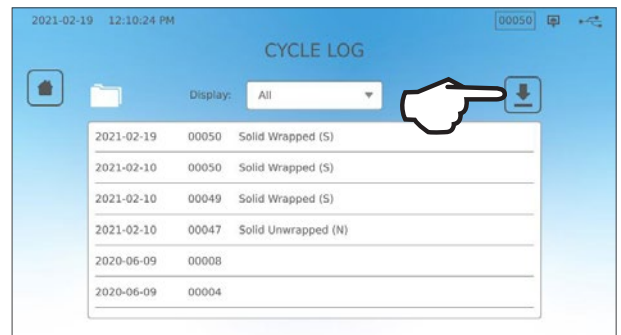 2021-02-19 12:10:24 PM 00050
CYCLE LOG
Display: All
2021-02-19 00050 Solid Wrapped (S)
2021-02-10 00050 Solid Wrapped (S)
2021-02-10 00049 Solid Wrapped (S)
2021-02-10 00047 Solid Unwrapped (N)
2020-06-09 00008
2020-06-09 00004